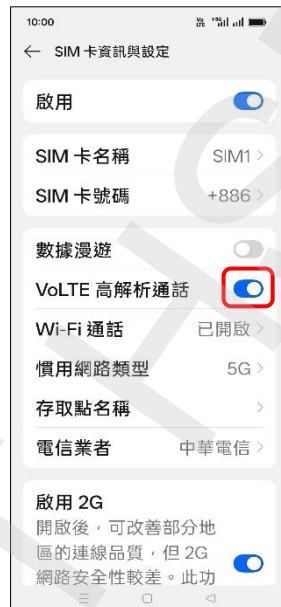 10:00
← SIM 卡資訊與設定
啟用
SIM 卡名稱 SIM1 >
SIM 卡號碼 +886 >
數據漫遊
VoLTE 高解析通話
Wi-Fi 通話 已開啟 >
慣用網路類型 5G >
存取點名稱 >
電信業者 中華電信 >
啟用 2G
開啟後，可改善部分地
區的連線品質，但 2G
網路安全性較差。此功